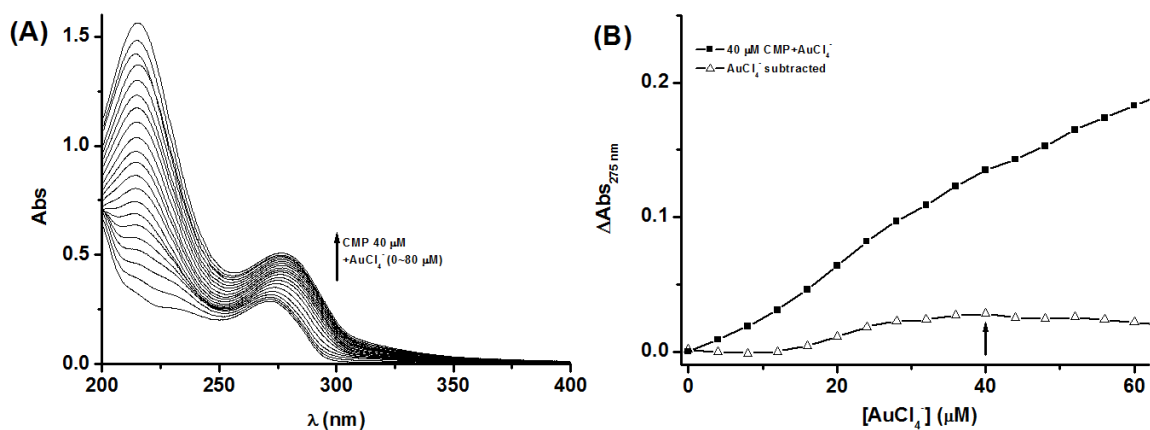 (A)
1.5
1.0
0.5
0.0
Abs
CMP 40 μM
+AuCl₄⁻ (0~80 μM)
200 250 300 350 400
λ (nm)
(B)
40 μM CMP+AuCl₄⁻
AuCl₄⁻ subtracted
0.2
0.1
0.0
ΔAbs₂₇₅ ₙₘ
0 20 40 60
[AuCl₄⁻] (μM)